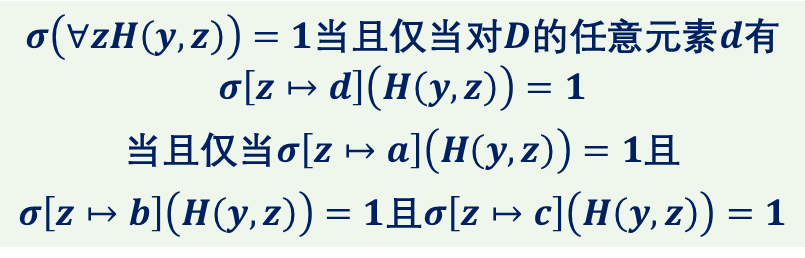 σ(∀zH(y,z)) = 1当且仅当对D的任意元素d有
σ[z ↦ d](H(y,z)) = 1
当且仅当σ[z ↦ a](H(y,z)) = 1且
σ[z ↦ b](H(y,z)) = 1且σ[z ↦ c](H(y,z)) = 1